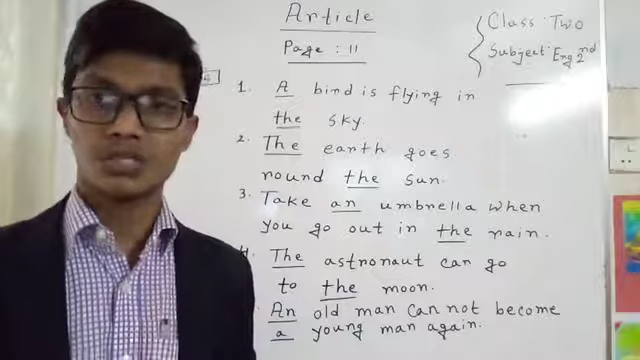 Article
Page : 11
Class : Two
Subject : Eng 2nd
1. A bird is flying in
the sky.
2. The earth goes
round the sun.
3. Take an umbrella when
you go out in the rain.
4. The astronaut can go
to the moon.
An old man can not become
a young man again.